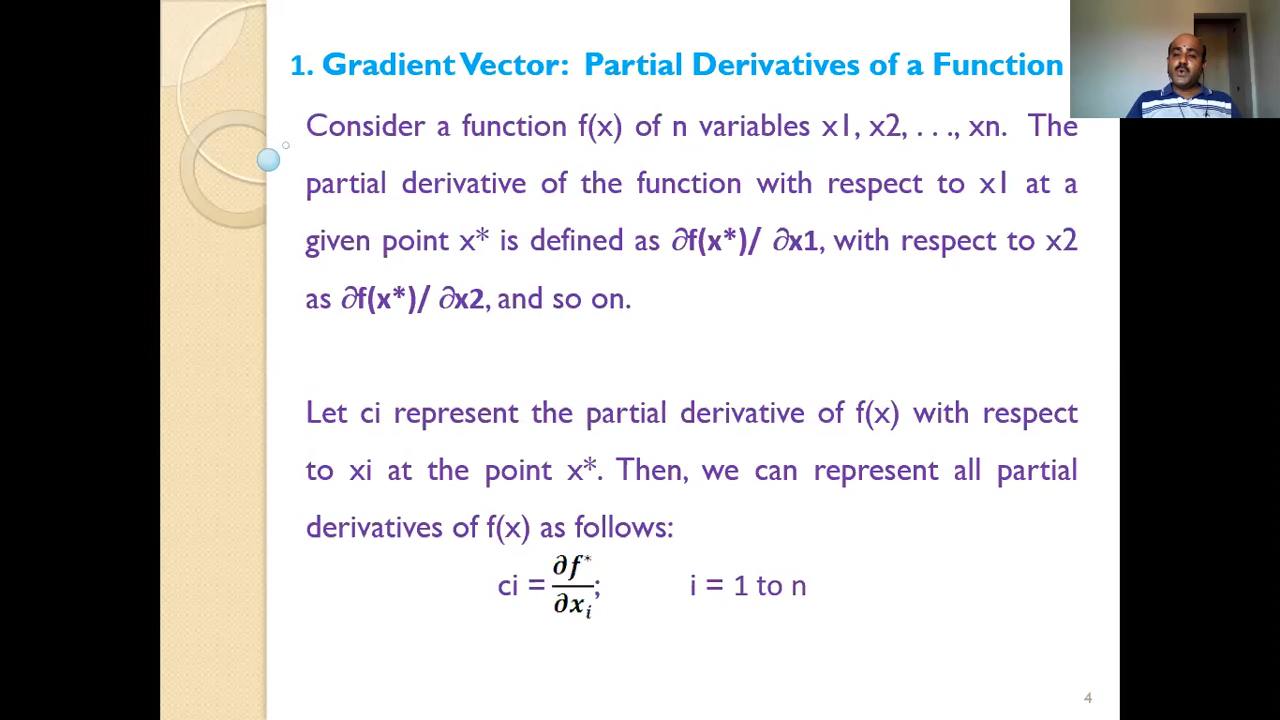 1. Gradient Vector: Partial Derivatives of a Function
Consider a function f(x) of n variables x1, x2, . . ., xn. The
partial derivative of the function with respect to x1 at a
given point x* is defined as ∂f(x*)/ ∂x1, with respect to x2
as ∂f(x*)/ ∂x2, and so on.
Let ci represent the partial derivative of f(x) with respect
to xi at the point x*. Then, we can represent all partial
derivatives of f(x) as follows:
ci = ∂f*/∂xᵢ; i = 1 to n
4